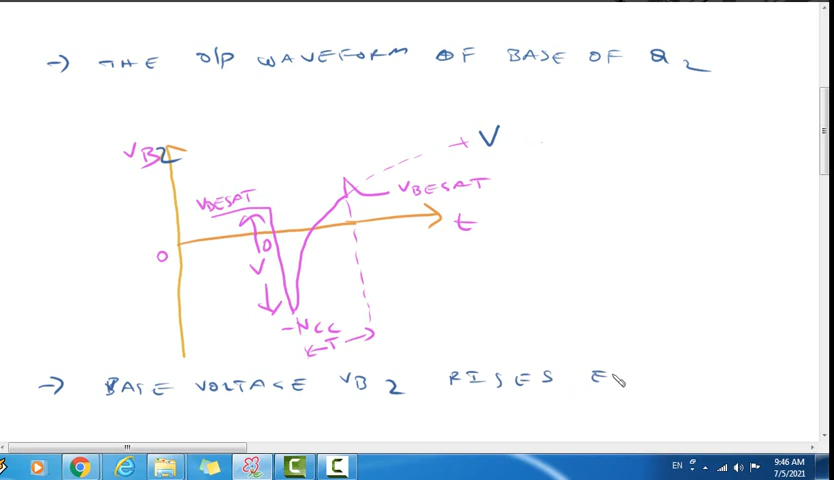 → THE O/P WAVEFORM OF BASE OF Q2
VB2
+ V
VBESAT
VBESAT
t
0
0
V
-VCC
← T →
→ BASE VOLTAGE VB2 RISES E
EN
9:46 AM
7/5/2021